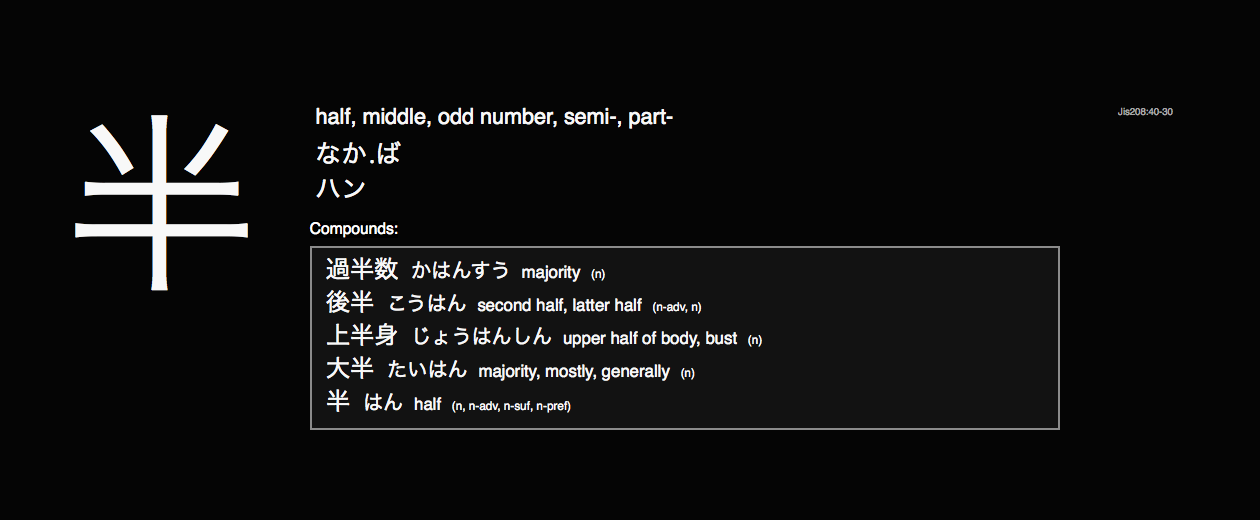 半
half, middle, odd number, semi-, part-
Jis208:40-30
なか.ば
ハン
Compounds:
過半数 かはんすう majority (n)
後半 こうはん second half, latter half (n-adv, n)
上半身 じょうはんしん upper half of body, bust (n)
大半 たいはん majority, mostly, generally (n)
半 はん half (n, n-adv, n-suf, n-pref)